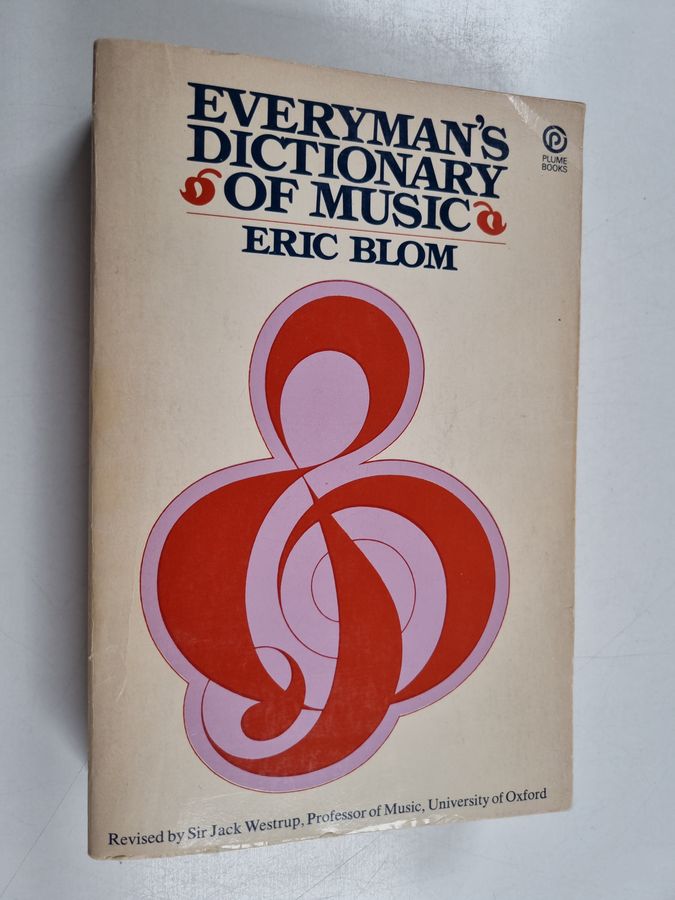 EVERYMAN'S
DICTIONARY
OF MUSIC
ERIC BLOM
PLUME
BOOKS
Revised by Sir Jack Westrup, Professor of Music, University of Oxford